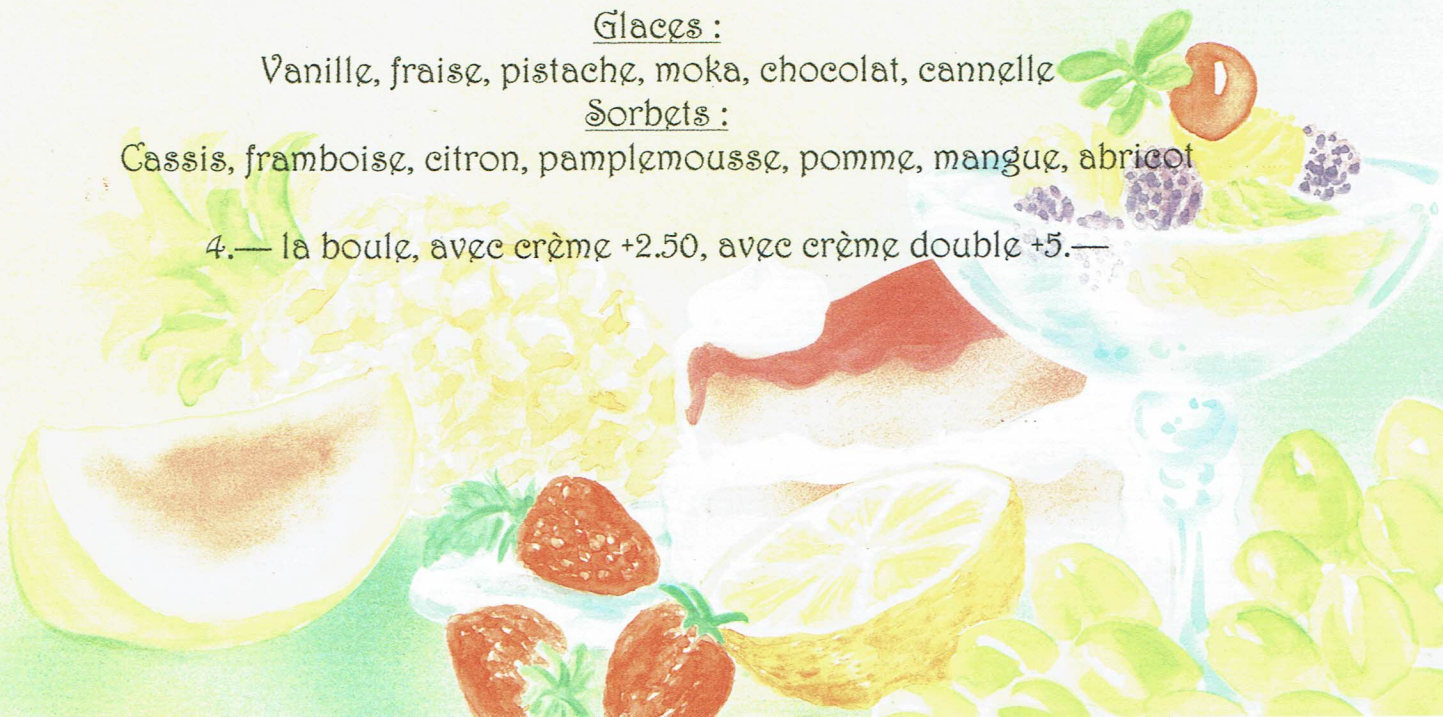 Glaces :
Vanille, fraise, pistache, moka, chocolat, cannelle
Sorbets :
Cassis, framboise, citron, pamplemousse, pomme, mangue, abricot
4.— la boule, avec crème +2.50, avec crème double +5.—